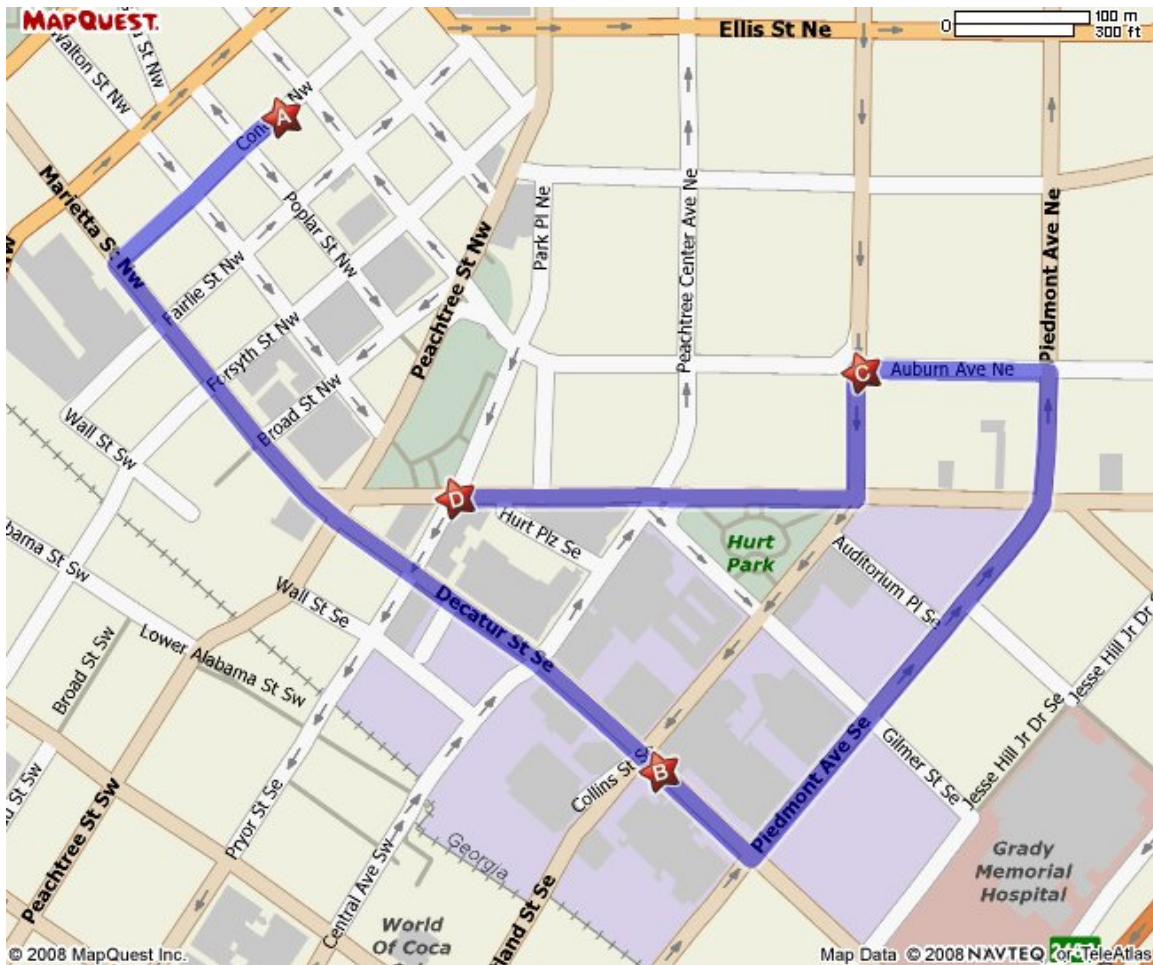 MAPQUEST.
Ellis St Ne
0
100 m
300 ft
Walton St Nw
Nw
A
Marietta St Nw
Poplar St Nw
Fairlie St Nw
Forsyth St Nw
Broad St Nw
Peachtree St Nw
Park Pl Ne
Peachtree Center Ave Ne
Piedmont Ave Ne
C
Auburn Ave Ne
Wall St Sw
D
Hurt Plz Se
Hurt
Park
Auditorium Pl Se
Alabama St Sw
Wall St Se
Decatur St Se
Lower Alabama St Sw
Broad St Sw
Jesse Hill Jr Dr Se
Jesse Hill Jr Dr Se
Piedmont Ave Se
Gilmer St Se
Collins St Se
B
Pryor St Se
Peachtree St Sw
Central Ave Sw
Georgia
Grady
Memorial
Hospital
World
Of Coca
land St Se
© 2008 MapQuest Inc.
Map Data © 2008 NAVTEQ or TeleAtlas